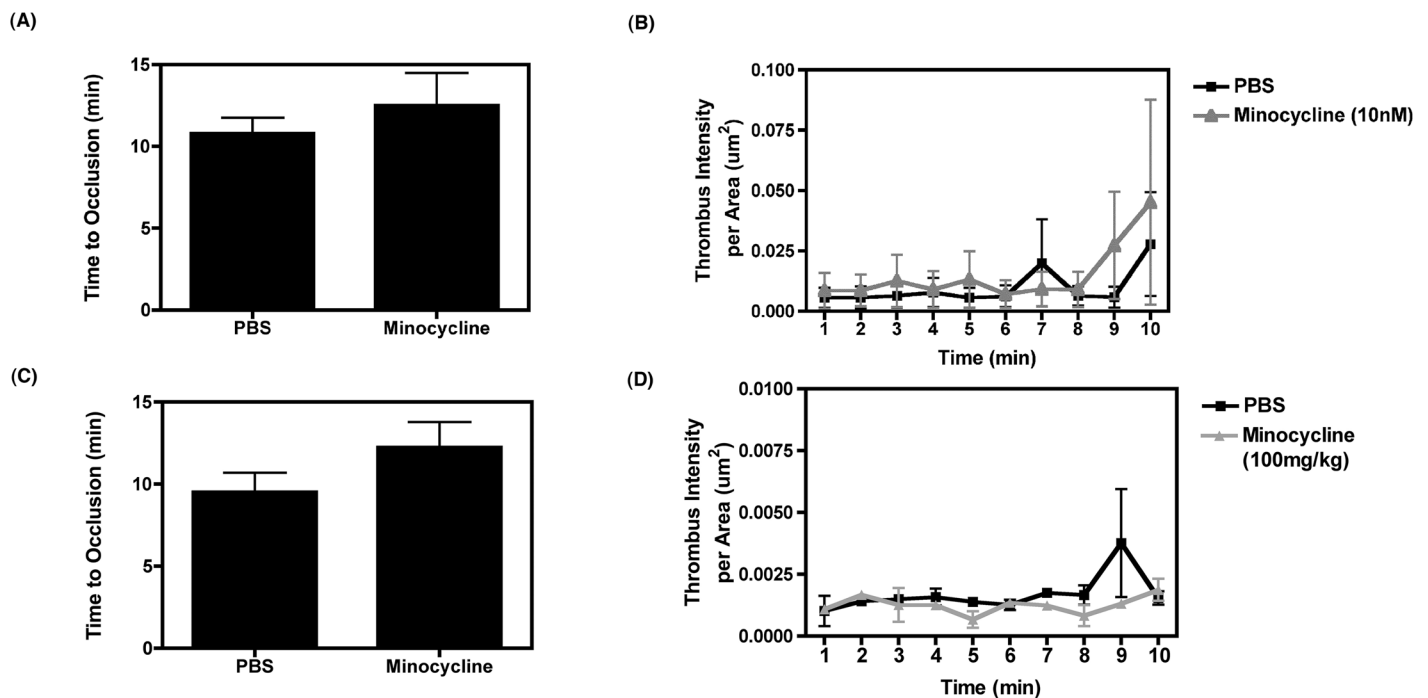 (A)
Time to Occlusion (min)
15
10
5
0
PBS
Minocycline
(B)
Thrombus Intensity
per Area (um²)
0.100
0.075
0.050
0.025
0.000
1 2 3 4 5 6 7 8 9 10
Time (min)
PBS
Minocycline (10nM)
(C)
Time to Occlusion (min)
15
10
5
0
PBS
Minocycline
(D)
Thrombus Intensity
per Area (um²)
0.0100
0.0075
0.0050
0.0025
0.0000
1 2 3 4 5 6 7 8 9 10
Time (min)
PBS
Minocycline
(100mg/kg)